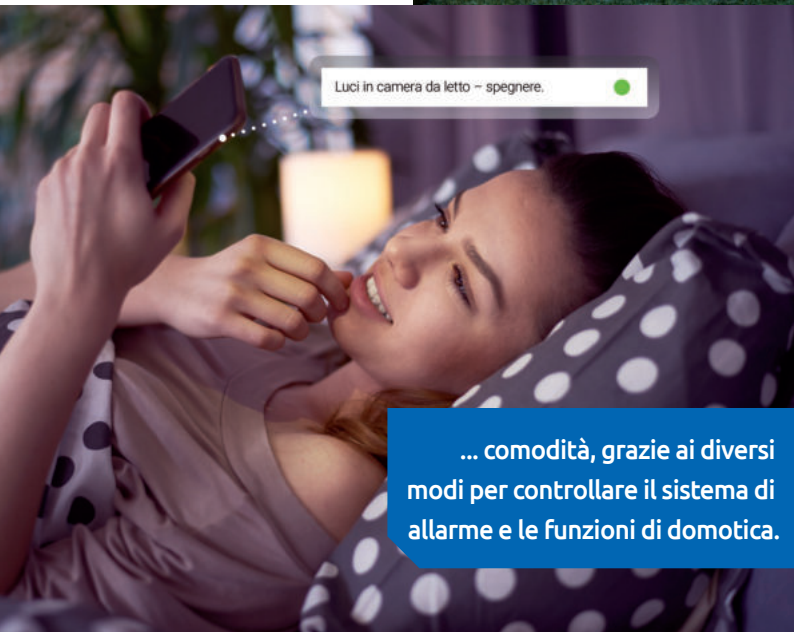 Luci in camera da letto – spegnere.
... comodità, grazie ai diversi
modi per controllare il sistema di
allarme e le funzioni di domotica.